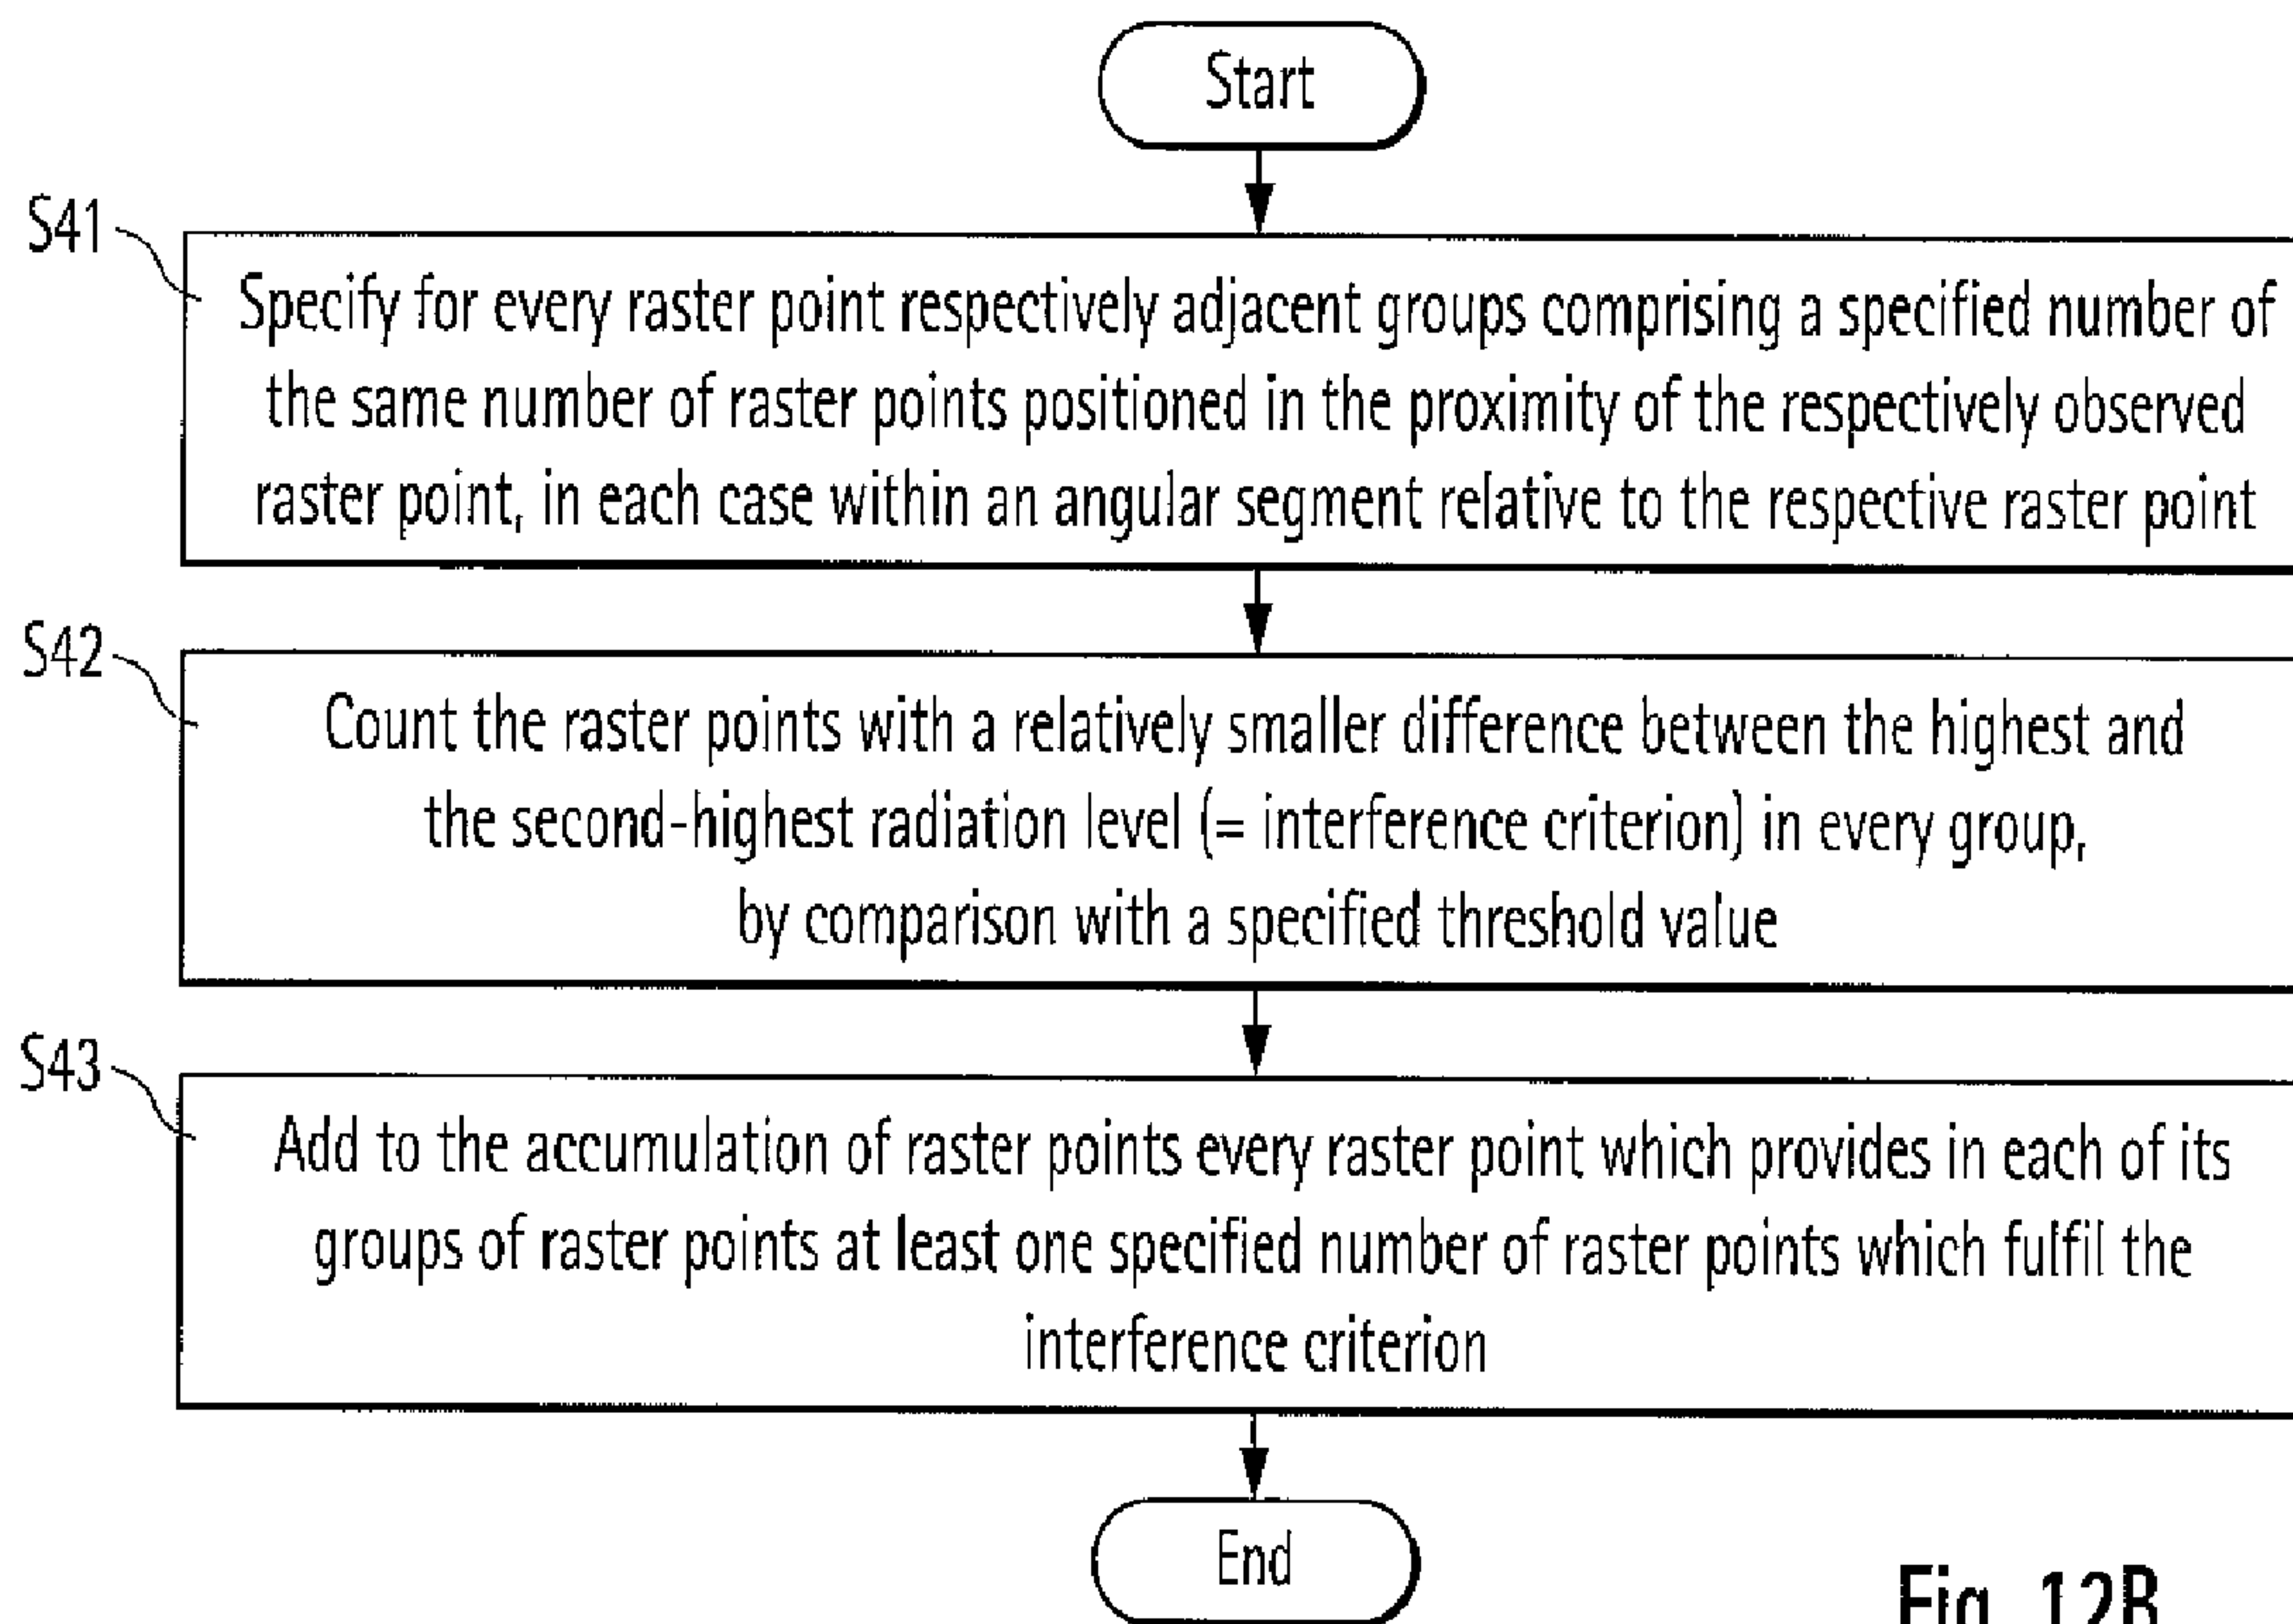 Start
S41
Specify for every raster point respectively adjacent groups comprising a specified number of
the same number of raster points positioned in the proximity of the respectively observed
raster point, in each case within an angular segment relative to the respective raster point
S42
Count the raster points with a relatively smaller difference between the highest and
the second-highest radiation level (= interference criterion) in every group,
by comparison with a specified threshold value
S43
Add to the accumulation of raster points every raster point which provides in each of its
groups of raster points at least one specified number of raster points which fulfil the
interference criterion
End
Fig. 12B